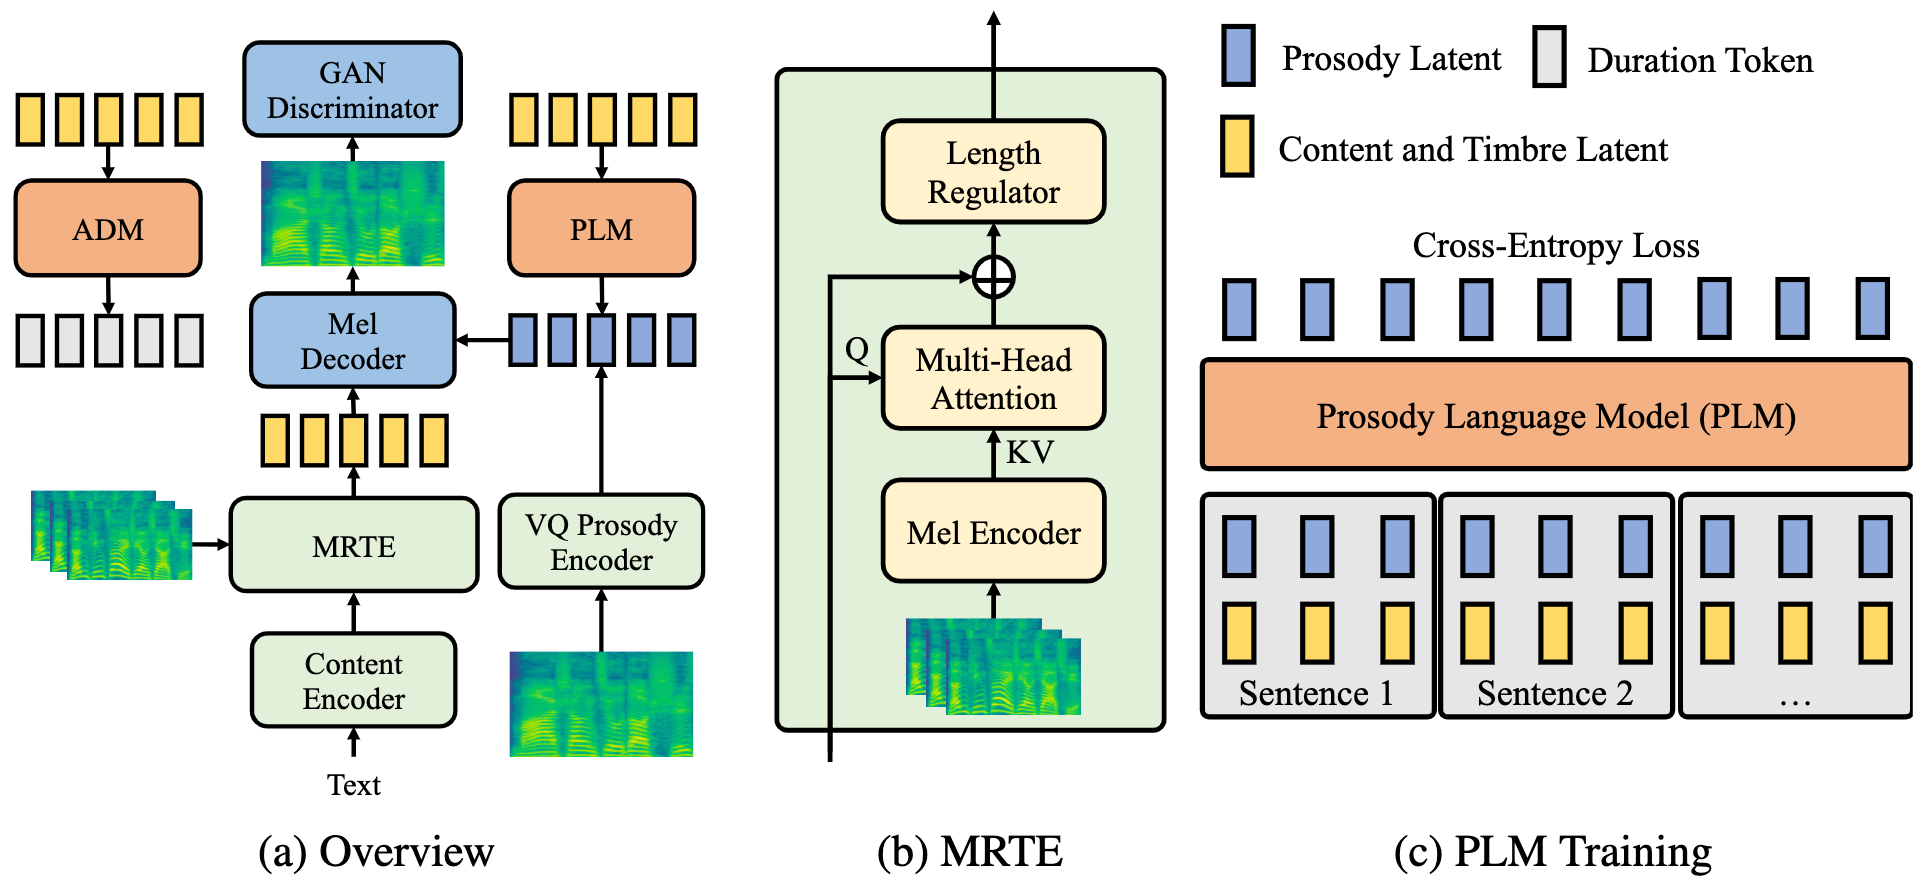 GAN
Discriminator
ADM
PLM
Mel
Decoder
MRTE
VQ Prosody
Encoder
Content
Encoder
Text
(a) Overview
Length
Regulator
Q
Multi-Head
Attention
KV
Mel Encoder
(b) MRTE
Prosody Latent
Duration Token
Content and Timbre Latent
Cross-Entropy Loss
Prosody Language Model (PLM)
Sentence 1
Sentence 2
...
(c) PLM Training